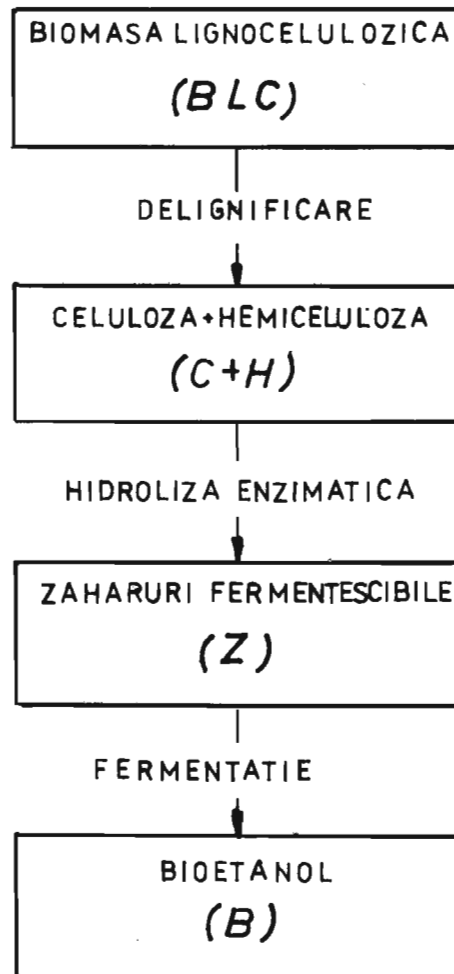 BIOMASA LIGNOCELULOZICA
(BLC)
DELIGNIFICARE
CELULOZA+HEMICELULOZA
(C+H)
HIDROLIZA ENZIMATICA
ZAHARURI FERMENTESCIBILE
(Z)
FERMENTATIE
BIOETANOL
(B)